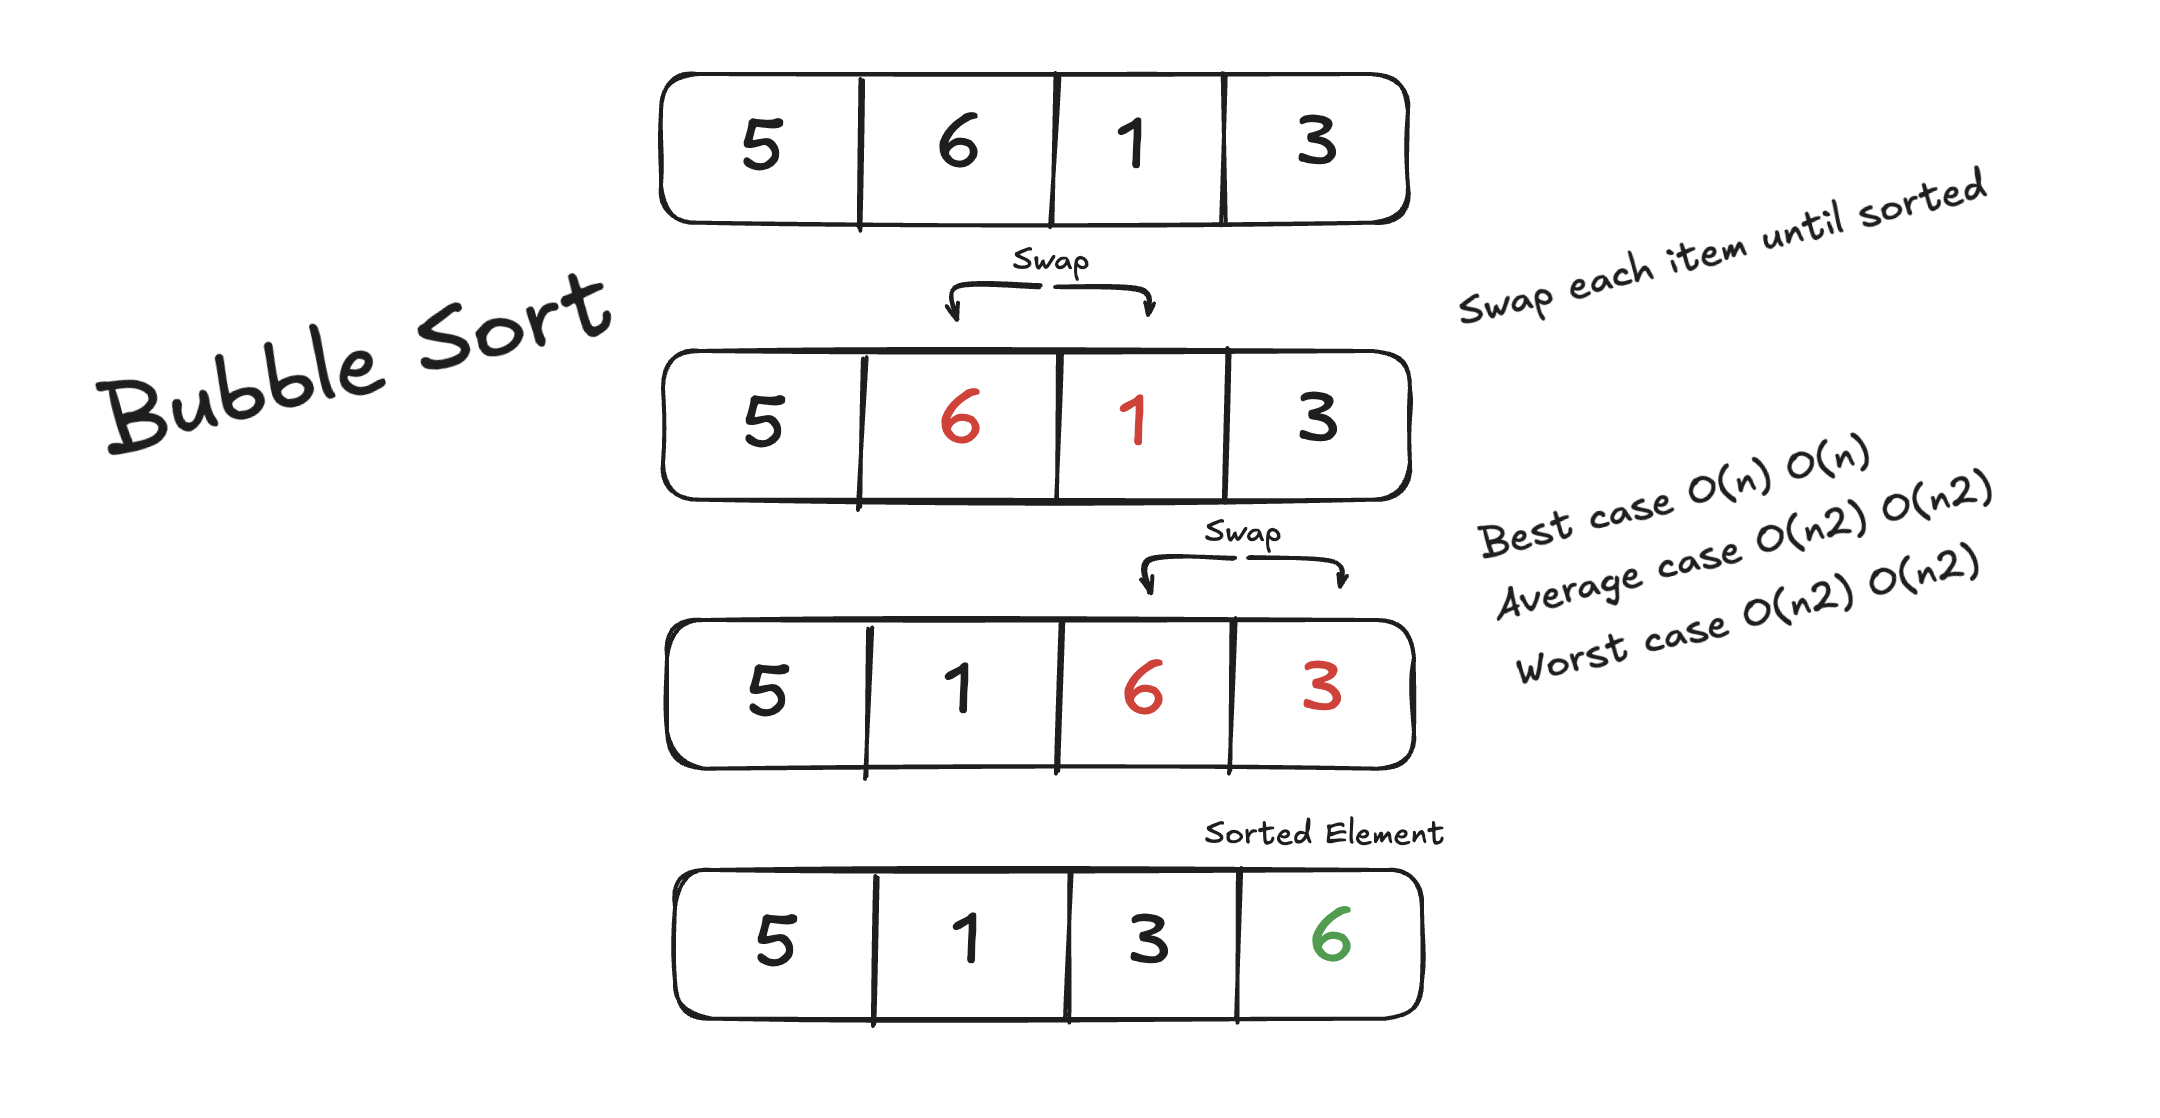 Bubble Sort
5 6 1 3
Swap
5 6 1 3
Swap
5 1 6 3
Sorted Element
5 1 3 6
Swap each item until sorted
Best case O(n) O(n)
Average case O(n2) O(n2)
Worst case O(n2) O(n2)